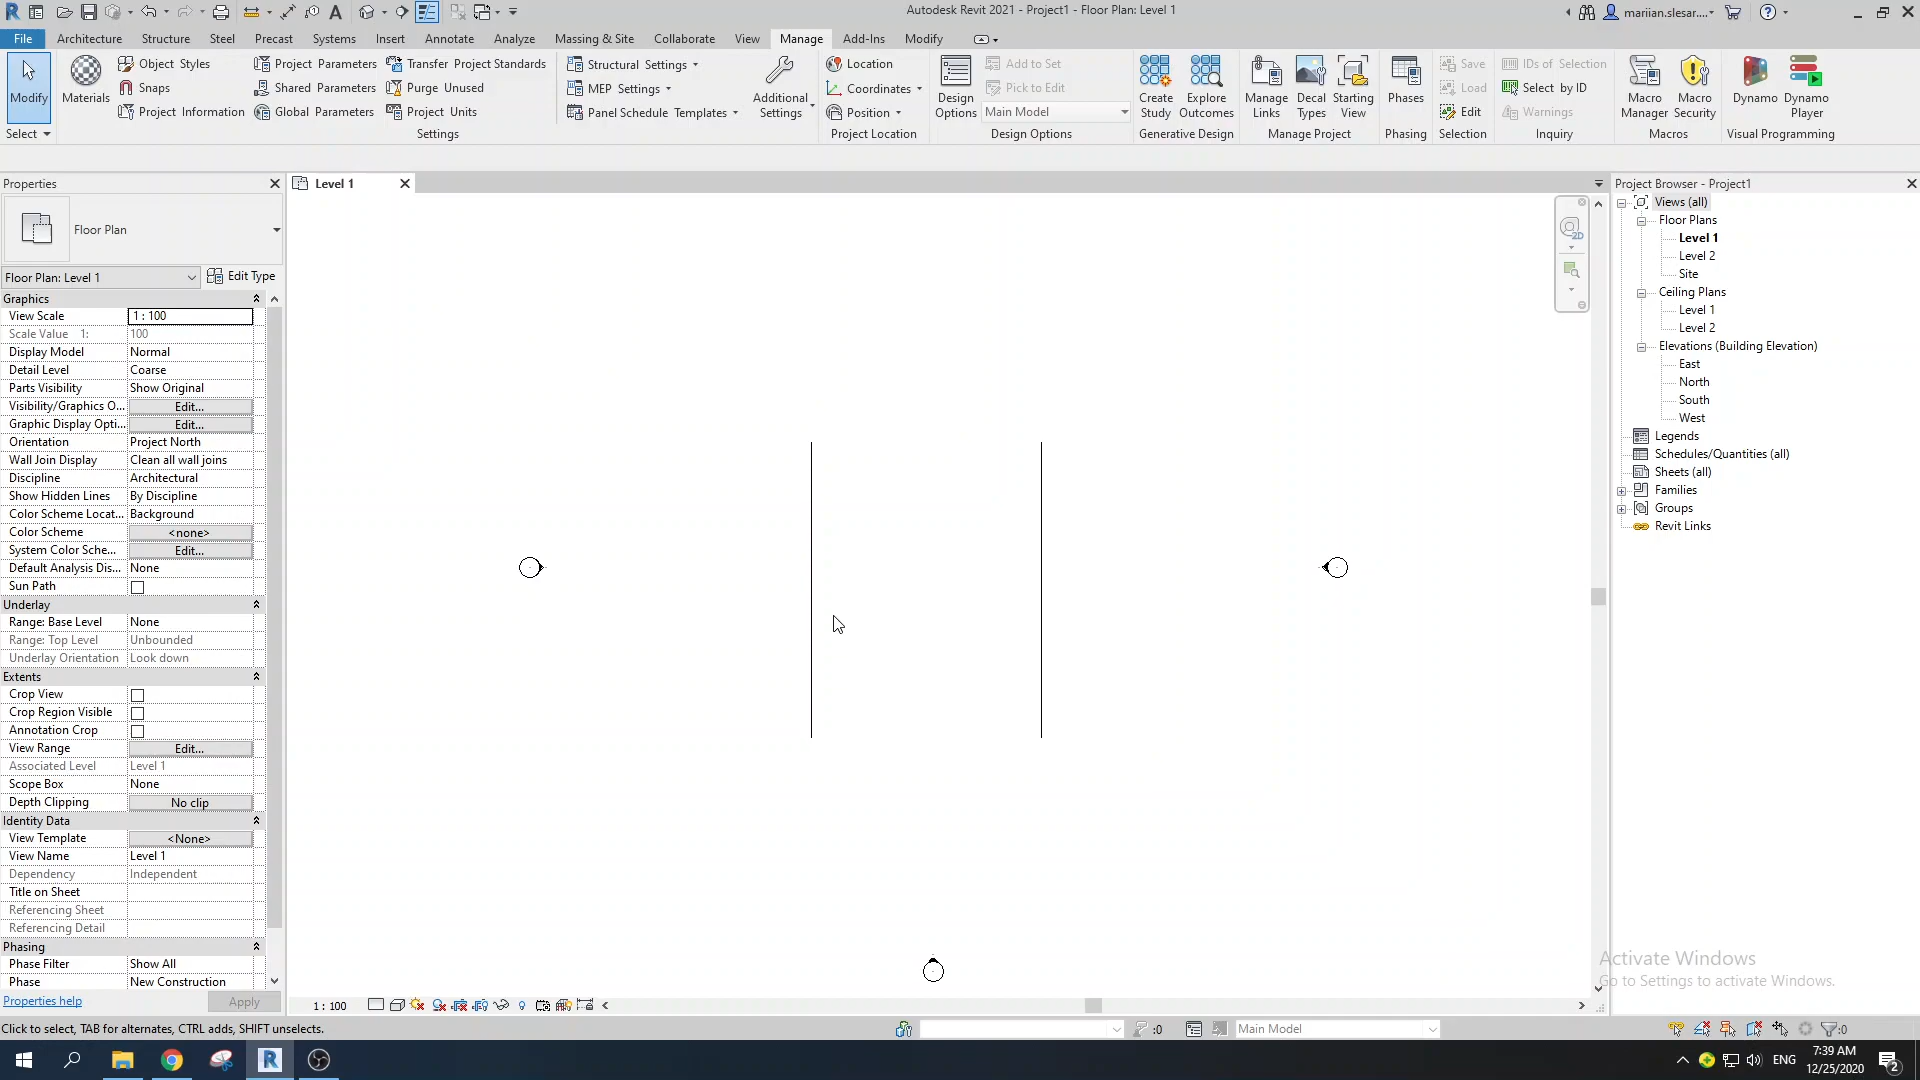 Autodesk Revit 2021 - Project1 - Floor Plan: Level 1
mariian.slesar....
File Architecture Structure Steel Precast Systems Insert Annotate Analyze Massing & Site Collaborate View Manage Add-Ins Modify
Modify
Select
Materials
Object Styles
Snaps
Project Information
Project Parameters
Shared Parameters
Global Parameters
Transfer Project Standards
Purge Unused
Project Units
Settings
Structural Settings
MEP Settings
Panel Schedule Templates
Additional
Settings
Location
Coordinates
Position
Project Location
Design
Options
Add to Set
Pick to Edit
Main Model
Design Options
Create
Study
Explore
Outcomes
Generative Design
Manage
Links
Decal
Types
Starting
View
Manage Project
Phases
Phasing
Save
Load
Edit
Selection
IDs of Selection
Select by ID
Warnings
Inquiry
Macro
Manager
Macro
Security
Macros
Dynamo
Dynamo
Player
Visual Programming
Properties
Floor Plan
Floor Plan: Level 1
Edit Type
Graphics
View Scale 1 : 100
Scale Value 1: 100
Display Model Normal
Detail Level Coarse
Parts Visibility Show Original
Visibility/Graphics O... Edit...
Graphic Display Opti... Edit...
Orientation Project North
Wall Join Display Clean all wall joins
Discipline Architectural
Show Hidden Lines By Discipline
Color Scheme Locat... Background
Color Scheme <none>
System Color Sche... Edit...
Default Analysis Dis... None
Sun Path
Underlay
Range: Base Level None
Range: Top Level Unbounded
Underlay Orientation Look down
Extents
Crop View
Crop Region Visible
Annotation Crop
View Range Edit...
Associated Level Level 1
Scope Box None
Depth Clipping No clip
Identity Data
View Template <None>
View Name Level 1
Dependency Independent
Title on Sheet
Referencing Sheet
Referencing Detail
Phasing
Phase Filter Show All
Phase New Construction
Properties help
Apply
Level 1
2D
1 : 100
Project Browser - Project1
Views (all)
Floor Plans
Level 1
Level 2
Site
Ceiling Plans
Level 1
Level 2
Elevations (Building Elevation)
East
North
South
West
Legends
Schedules/Quantities (all)
Sheets (all)
Families
Groups
Revit Links
Activate Windows
Go to Settings to activate Windows.
Click to select, TAB for alternates, CTRL adds, SHIFT unselects.
:0
Main Model
:0
ENG
7:39 AM
12/25/2020
2